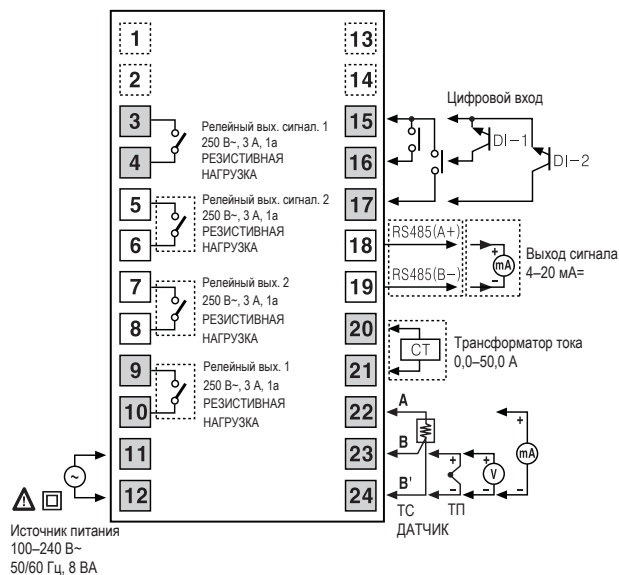 1
2
3
4
5
6
7
8
9
10
11
12
Релейный вых. сигнал. 1
250 В~, 3 А, 1а
РЕЗИСТИВНАЯ
НАГРУЗКА
Релейный вых. сигнал. 2
250 В~, 3 А, 1а
РЕЗИСТИВНАЯ
НАГРУЗКА
Релейный вых. 2
250 В~, 3 А, 1а
РЕЗИСТИВНАЯ
НАГРУЗКА
Релейный вых. 1
250 В~, 3 А, 1а
РЕЗИСТИВНАЯ
НАГРУЗКА
~
Источник питания
100–240 В~
50/60 Гц, 8 ВА
13
14
15
16
17
18
19
20
21
22
23
24
Цифровой вход
DI-1
DI-2
RS485(A+)
RS485(B-)
+
mA
–
Выход сигнала
4–20 мА=
CT
Трансформатор тока
0,0–50,0 А
A
B
B'
ТС
ДАТЧИК
+
–
ТП
+
V
–
+
mA
–